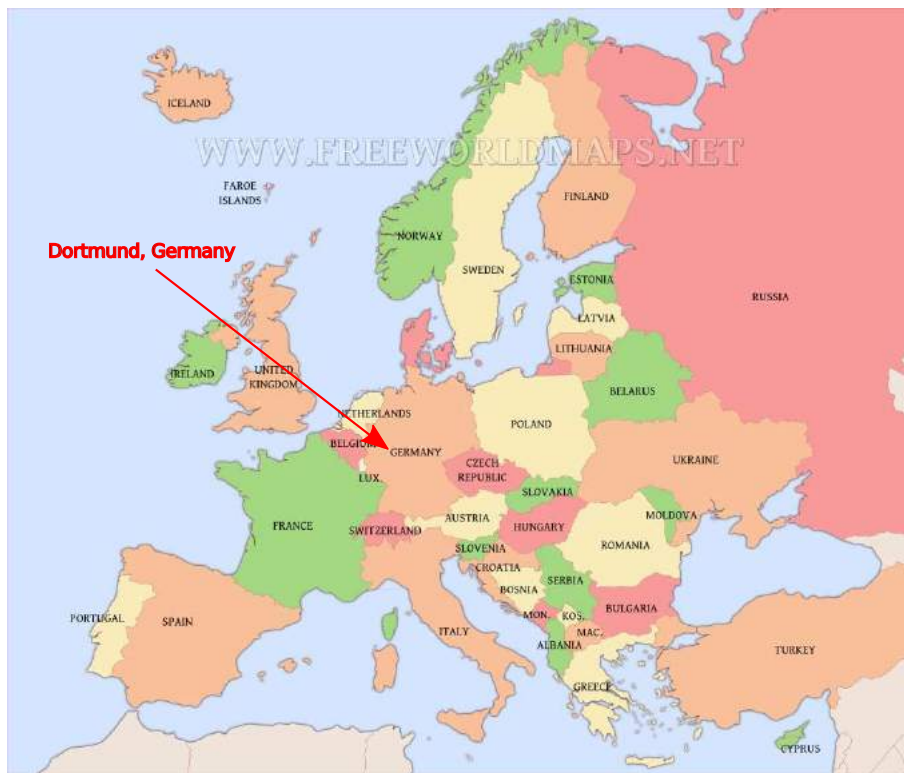 ICELAND
WWW.FREEWORLDMAPS.NET
FAROE
ISLANDS
FINLAND
NORWAY
Dortmund, Germany
SWEDEN
ESTONIA
RUSSIA
LATVIA
LITHUANIA
IRELAND
UNITED
KINGDOM
BELARUS
NETHERLANDS
POLAND
BELGIUM
GERMANY
UKRAINE
CZECH
REPUBLIC
LUX.
SLOVAKIA
MOLDOVA
AUSTRIA
FRANCE
SWITZERLAND
HUNGARY
ROMANIA
SLOVENIA
CROATIA
SERBIA
BOSNIA
BULGARIA
PORTUGAL
SPAIN
MON.
KOS.
ITALY
MAC.
ALBANIA
TURKEY
GREECE
CYPRUS